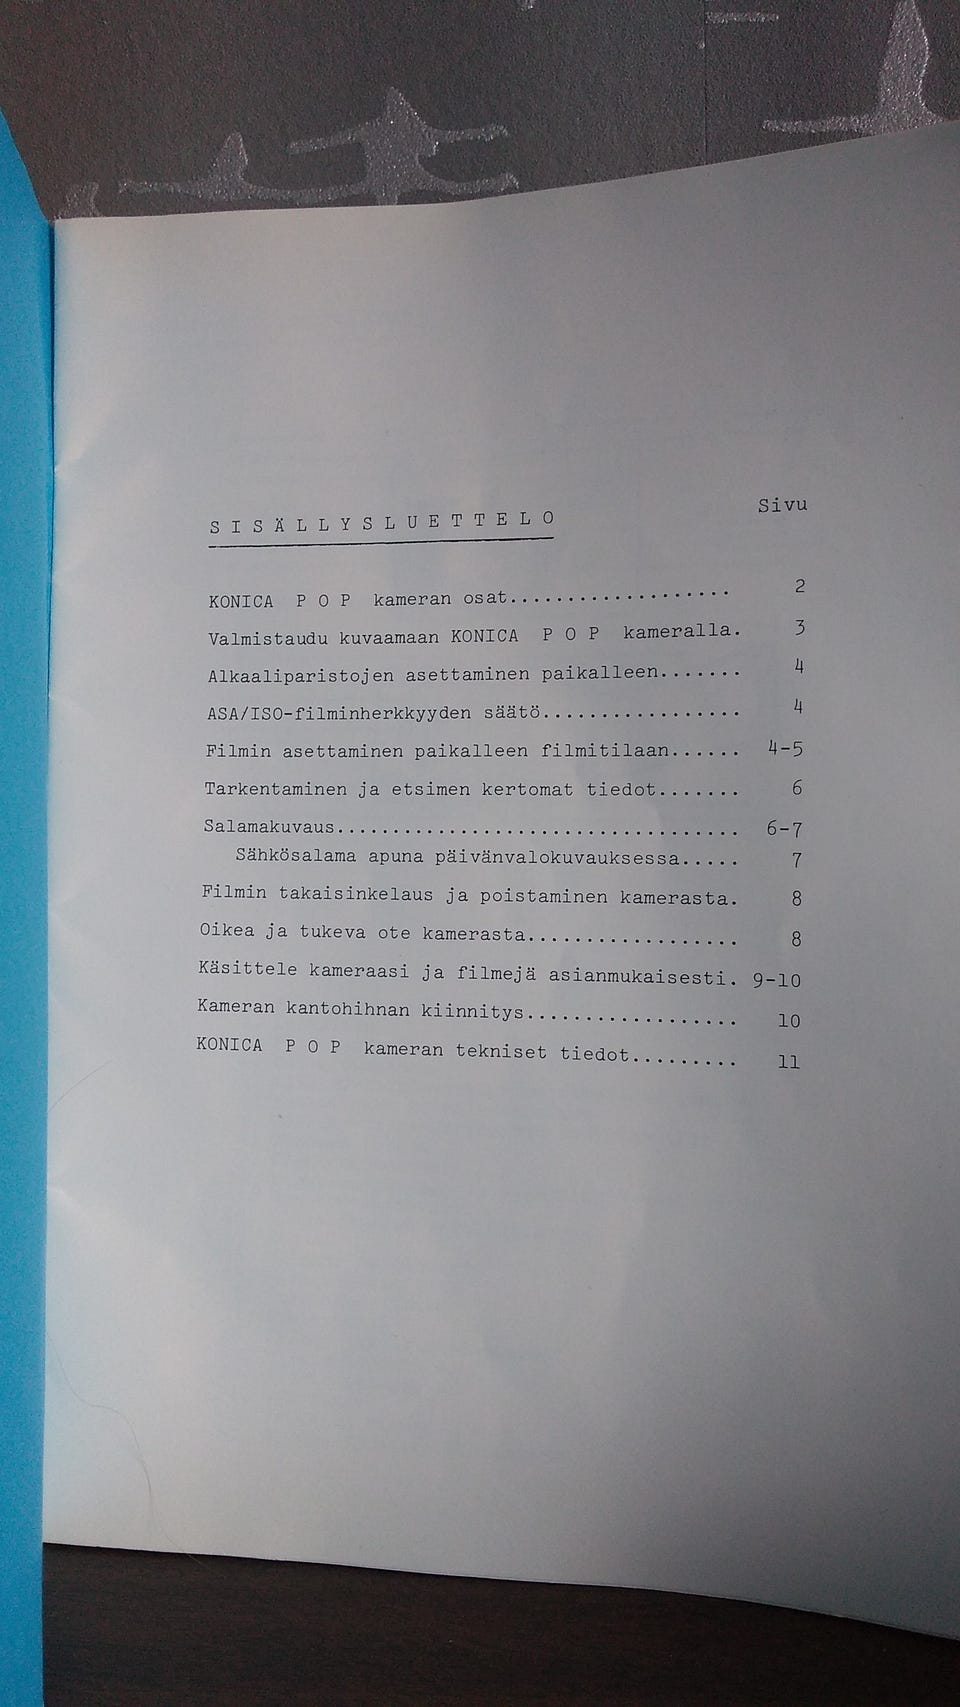 SISÄLLYSLUETTELO Sivu
KONICA P O P kameran osat................... 2
Valmistaudu kuvaamaan KONICA P O P kameralla. 3
Alkaaliparistojen asettaminen paikalleen....... 4
ASA/ISO-filminherkkyyden säätö.................. 4
Filmin asettaminen paikalleen filmitilaan...... 4-5
Tarkentaminen ja etsimen kertomat tiedot....... 6
Salamakuvaus..................................... 6-7
Sähkösalama apuna päivänvalokuvauksessa..... 7
Filmin takaisinkelaus ja poistaminen kamerasta. 8
Oikea ja tukeva ote kamerasta................... 8
Käsittele kameraasi ja filmejä asianmukaisesti. 9-10
Kameran kantohihnan kiinnitys................... 10
KONICA P O P kameran tekniset tiedot......... 11